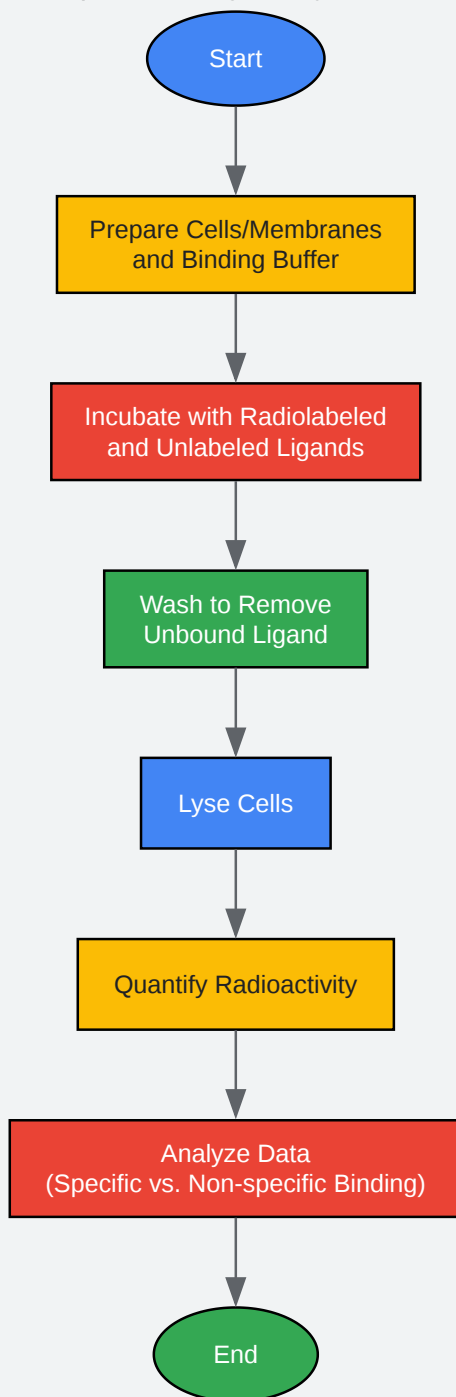 Start
Prepare Cells/Membranes
and Binding Buffer
Incubate with Radiolabeled
and Unlabeled Ligands
Wash to Remove
Unbound Ligand
Lyse Cells
Quantify Radioactivity
Analyze Data
(Specific vs. Non-specific Binding)
End